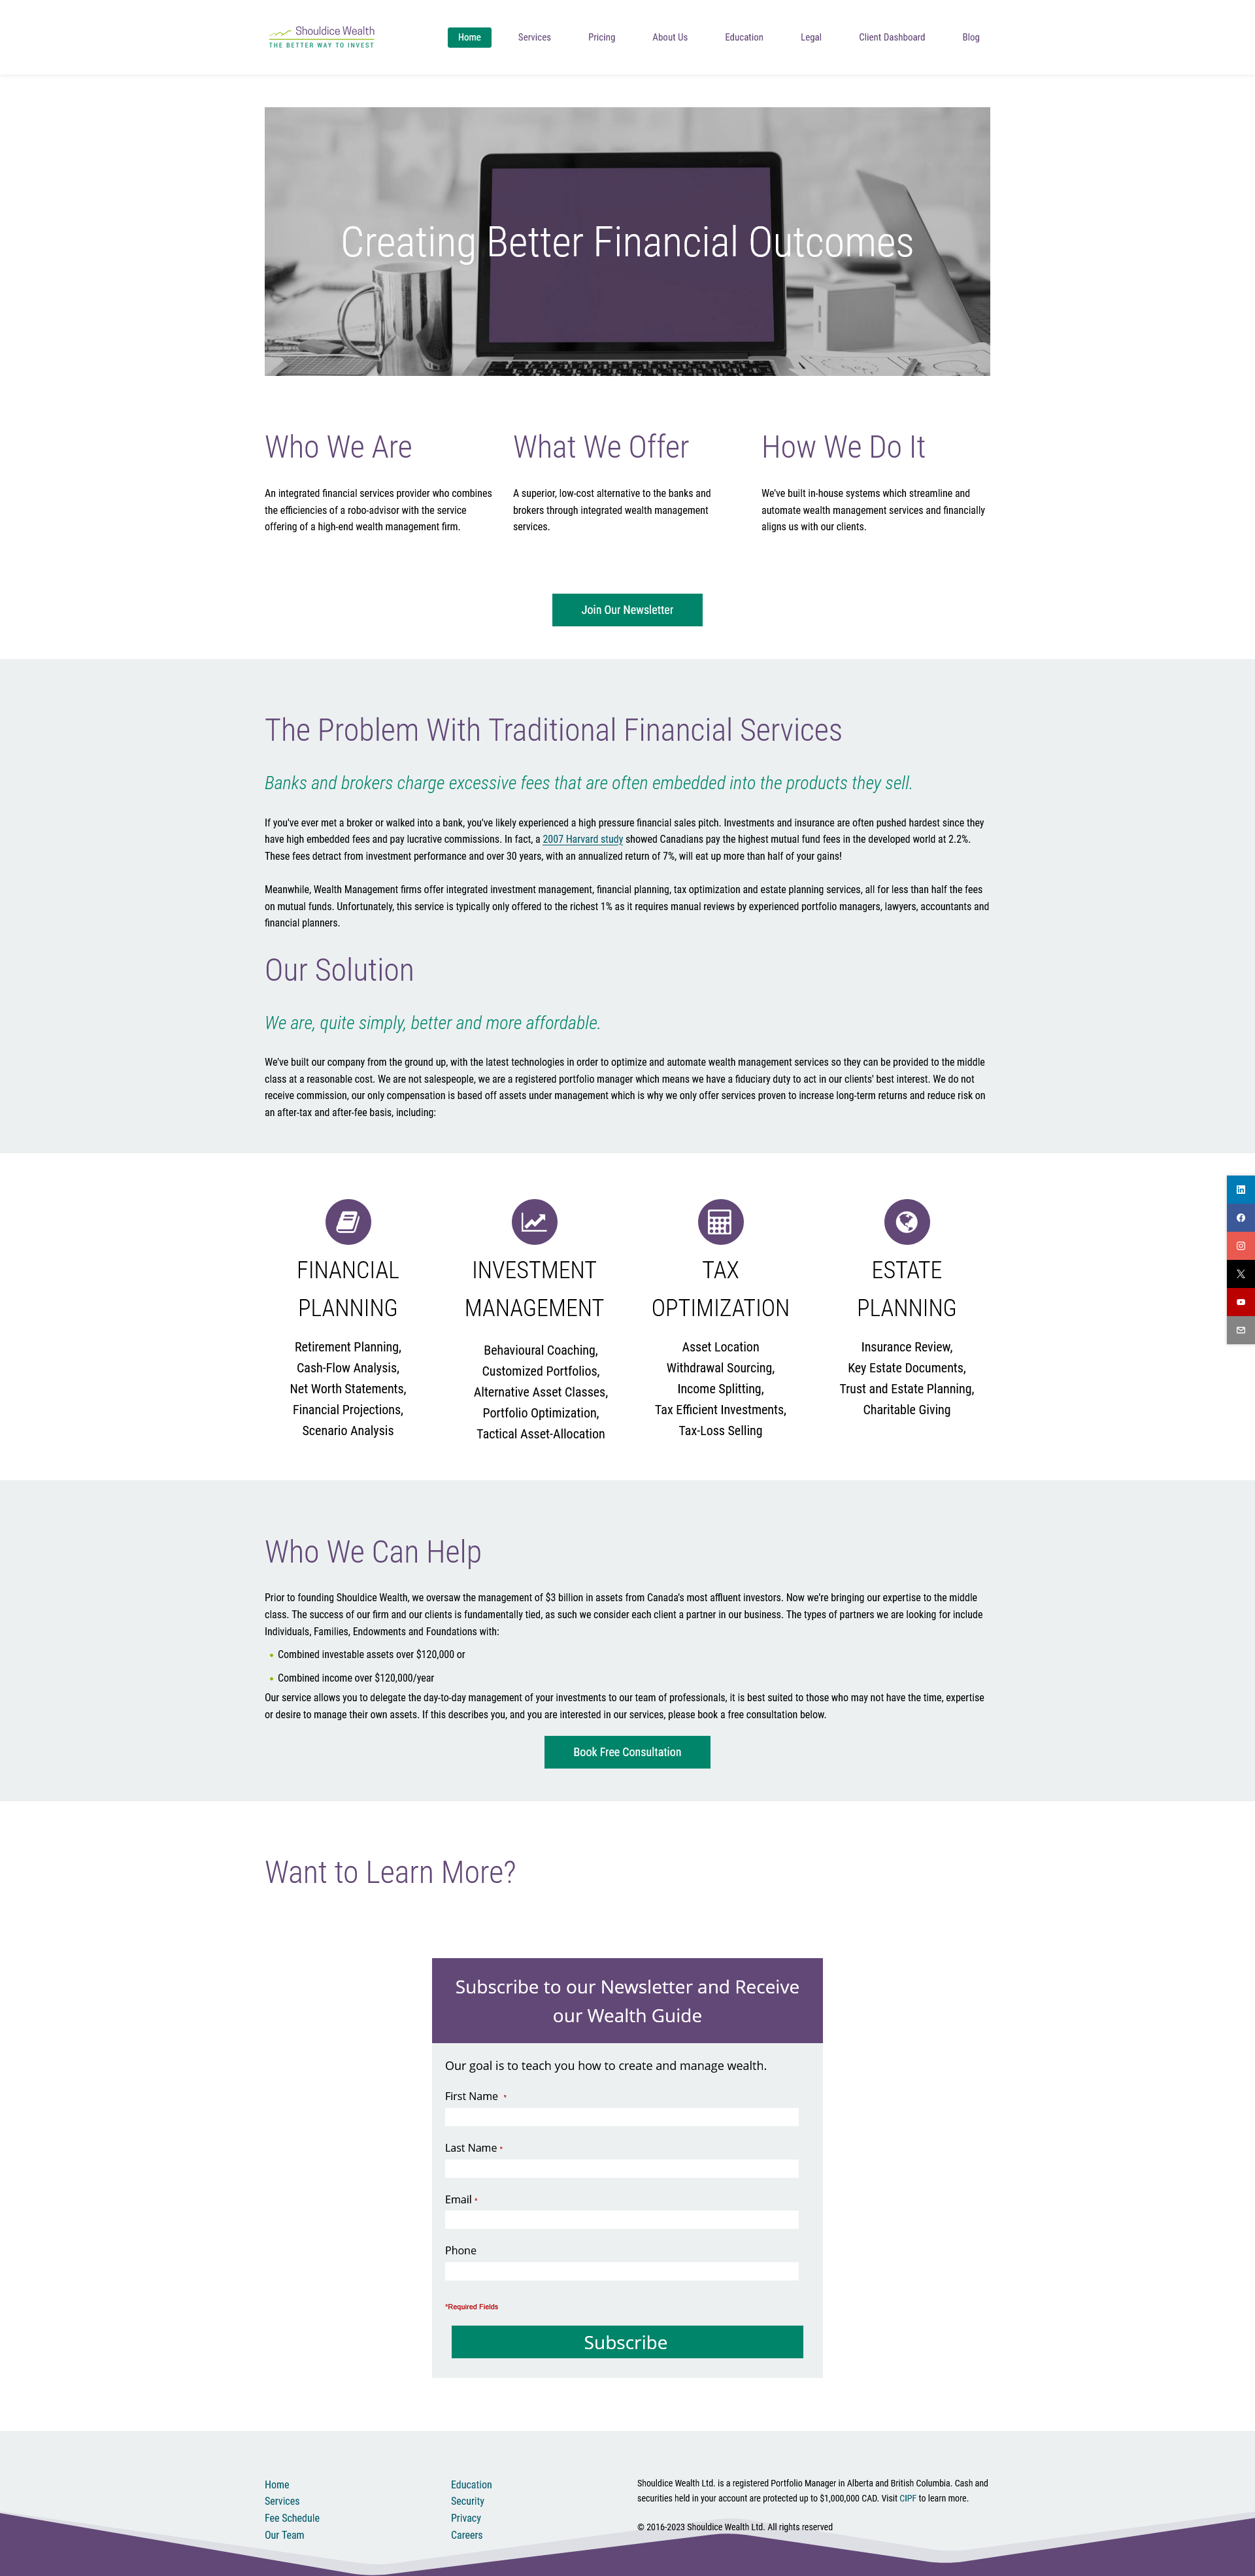 Shouldice Wealth
THE BETTER WAY TO INVEST
Home
Services
Pricing
About Us
Education
Legal
Client Dashboard
Blog
Creating Better Financial Outcomes
Who We Are
An integrated financial services provider who combines
the efficiencies of a robo-advisor with the service
offering of a high-end wealth management firm.
What We Offer
A superior, low-cost alternative to the banks and
brokers through integrated wealth management
services.
How We Do It
We've built in-house systems which streamline and
automate wealth management services and financially
aligns us with our clients.
Join Our Newsletter
The Problem With Traditional Financial Services
Banks and brokers charge excessive fees that are often embedded into the products they sell.
If you've ever met a broker or walked into a bank, you've likely experienced a high pressure financial sales pitch. Investments and insurance are often pushed hardest since they
have high embedded fees and pay lucrative commissions. In fact, a 2007 Harvard study showed Canadians pay the highest mutual fund fees in the developed world at 2.2%.
These fees detract from investment performance and over 30 years, with an annualized return of 7%, will eat up more than half of your gains!
Meanwhile, Wealth Management firms offer integrated investment management, financial planning, tax optimization and estate planning services, all for less than half the fees
on mutual funds. Unfortunately, this service is typically only offered to the richest 1% as it requires manual reviews by experienced portfolio managers, lawyers, accountants and
financial planners.
Our Solution
We are, quite simply, better and more affordable.
We've built our company from the ground up, with the latest technologies in order to optimize and automate wealth management services so they can be provided to the middle
class at a reasonable cost. We are not salespeople, we are a registered portfolio manager which means we have a fiduciary duty to act in our clients' best interest. We do not
receive commission, our only compensation is based off assets under management which is why we only offer services proven to increase long-term returns and reduce risk on
an after-tax and after-fee basis, including:
FINANCIAL
PLANNING
Retirement Planning,
Cash-Flow Analysis,
Net Worth Statements,
Financial Projections,
Scenario Analysis
INVESTMENT
MANAGEMENT
Behavioural Coaching,
Customized Portfolios,
Alternative Asset Classes,
Portfolio Optimization,
Tactical Asset-Allocation
TAX
OPTIMIZATION
Asset Location
Withdrawal Sourcing,
Income Splitting,
Tax Efficient Investments,
Tax-Loss Selling
ESTATE
PLANNING
Insurance Review,
Key Estate Documents,
Trust and Estate Planning,
Charitable Giving
Who We Can Help
Prior to founding Shouldice Wealth, we oversaw the management of $3 billion in assets from Canada's most affluent investors. Now we're bringing our expertise to the middle
class. The success of our firm and our clients is fundamentally tied, as such we consider each client a partner in our business. The types of partners we are looking for include
Individuals, Families, Endowments and Foundations with:
• Combined investable assets over $120,000 or
• Combined income over $120,000/year
Our service allows you to delegate the day-to-day management of your investments to our team of professionals, it is best suited to those who may not have the time, expertise
or desire to manage their own assets. If this describes you, and you are interested in our services, please book a free consultation below.
Book Free Consultation
Want to Learn More?
Subscribe to our Newsletter and Receive
our Wealth Guide
Our goal is to teach you how to create and manage wealth.
First Name *
Last Name *
Email *
Phone
*Required Fields
Subscribe
Home
Services
Fee Schedule
Our Team
Education
Security
Privacy
Careers
Shouldice Wealth Ltd. is a registered Portfolio Manager in Alberta and British Columbia. Cash and
securities held in your account are protected up to $1,000,000 CAD. Visit CIPF to learn more.
© 2016-2023 Shouldice Wealth Ltd. All rights reserved